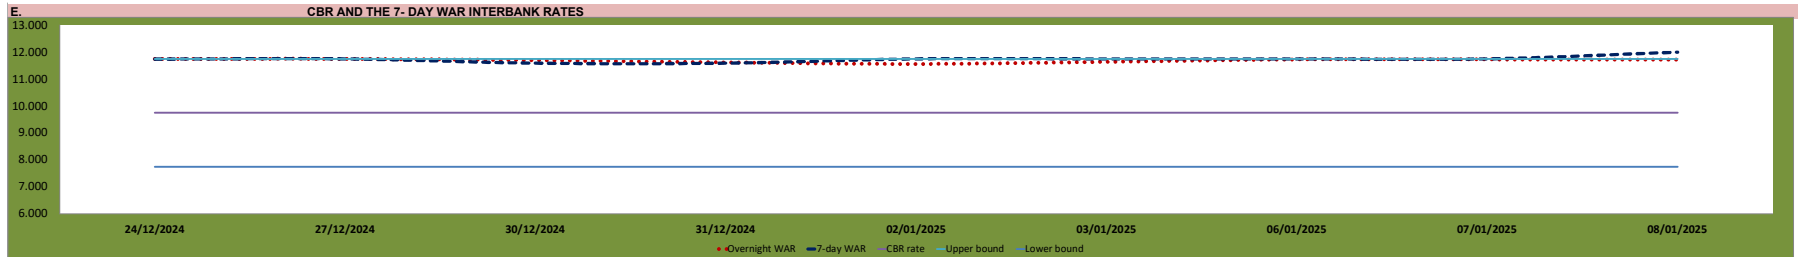 E. CBR AND THE 7- DAY WAR INTERBANK RATES
13.000
12.000
11.000
10.000
9.000
8.000
7.000
6.000
24/12/2024 27/12/2024 30/12/2024 31/12/2024 02/01/2025 03/01/2025 06/01/2025 07/01/2025 08/01/2025
Overnight WAR 7-day WAR CBR rate Upper bound Lower bound